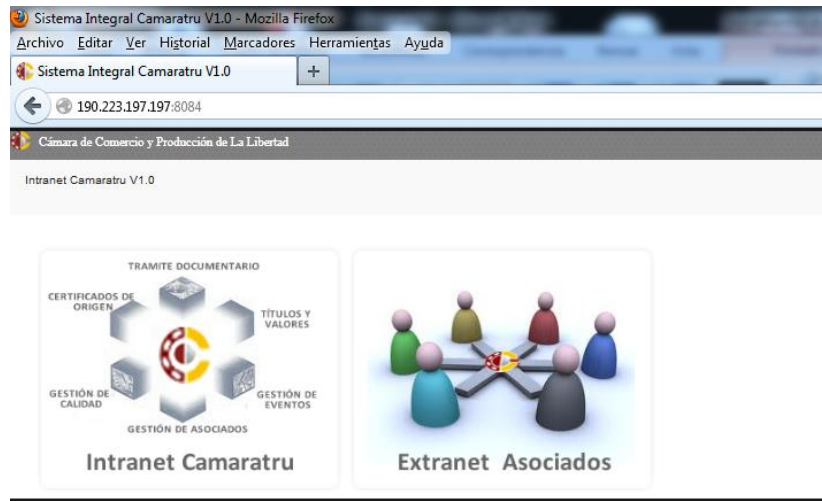 Sistema Integral Camaratru V1.0 - Mozilla Firefox
Archivo Editar Ver Historial Marcadores Herramientas Ayuda
Sistema Integral Camaratru V1.0 +
190.223.197.197:8084
Cámara de Comercio y Producción de La Libertad
Intranet Camaratru V1.0
TRAMITE DOCUMENTARIO
CERTIFICADOS DE
ORIGEN
TÍTULOS Y
VALORES
GESTIÓN DE
CALIDAD
GESTIÓN DE
EVENTOS
GESTIÓN DE ASOCIADOS
Intranet Camaratru
Extranet Asociados